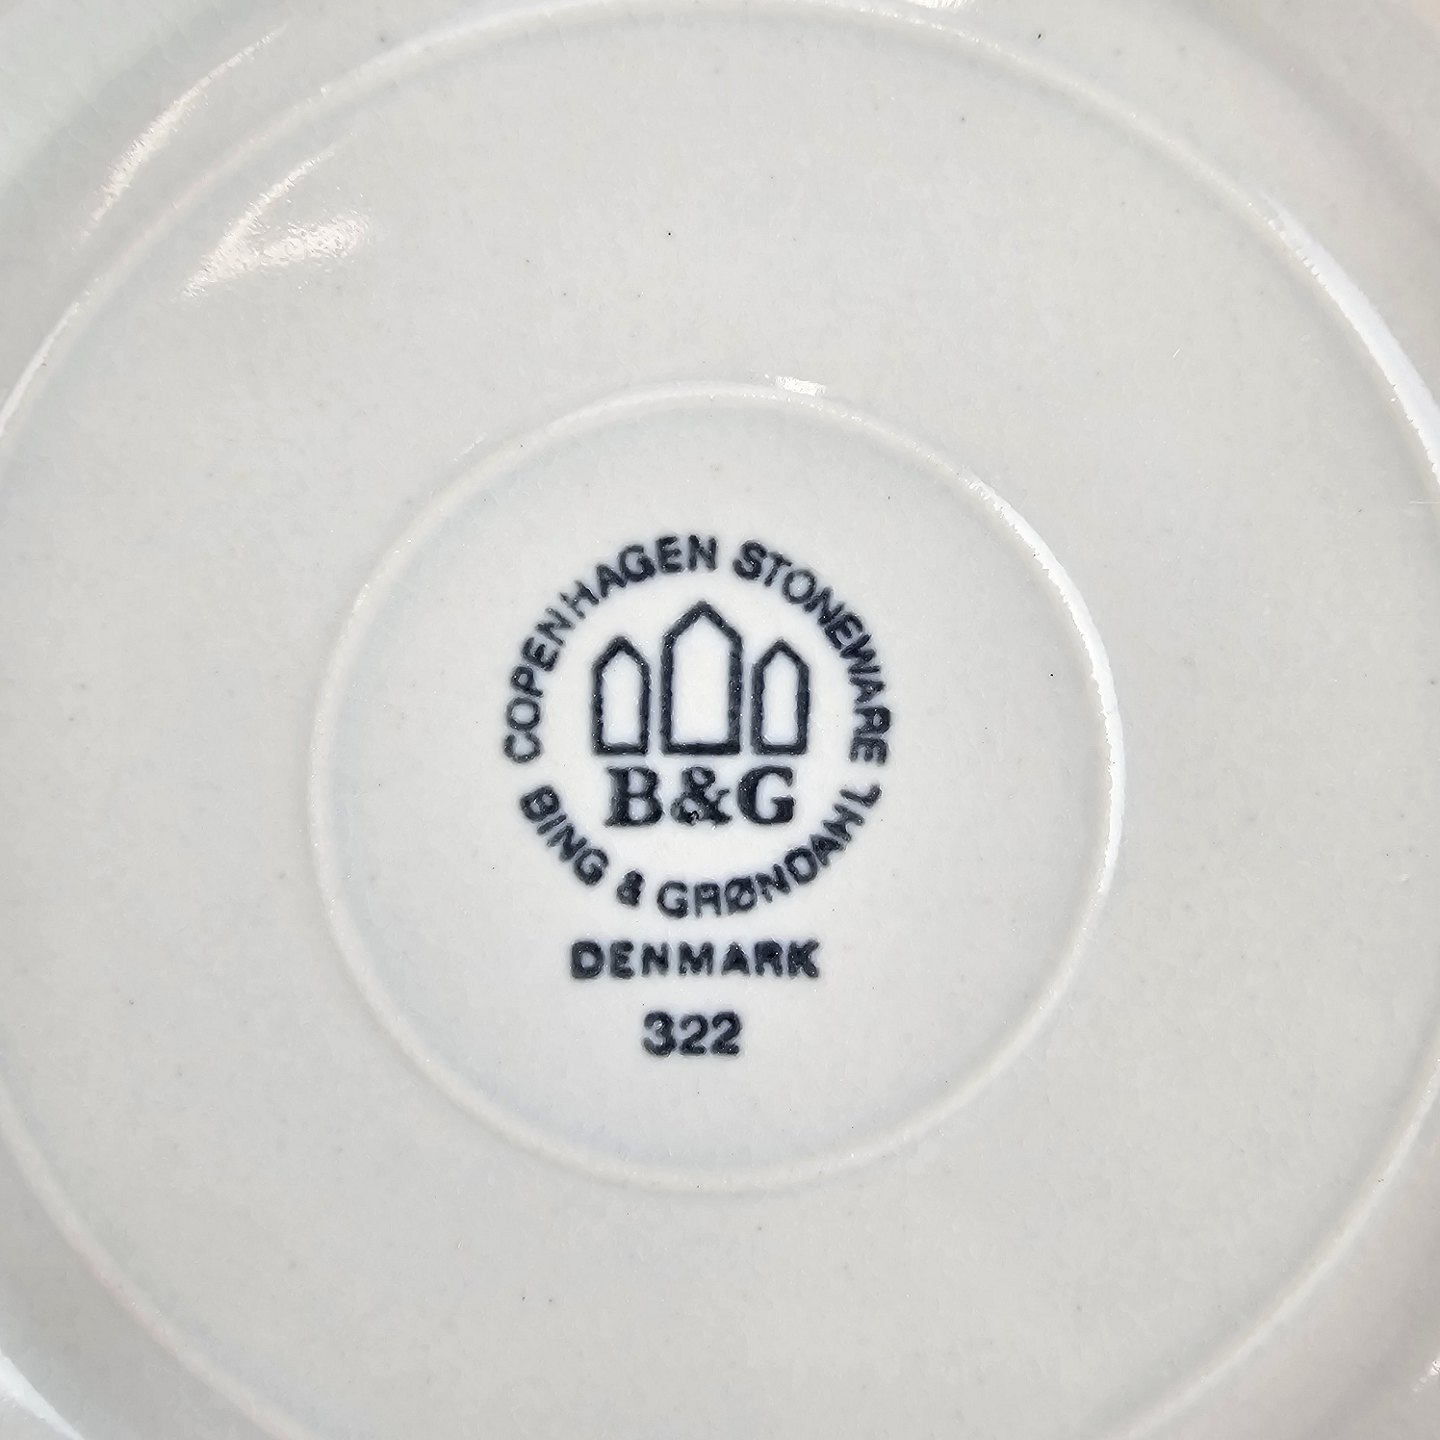 COPENHAGEN STONEWARE
B&G
BING & GRØNDAHL
DENMARK
322